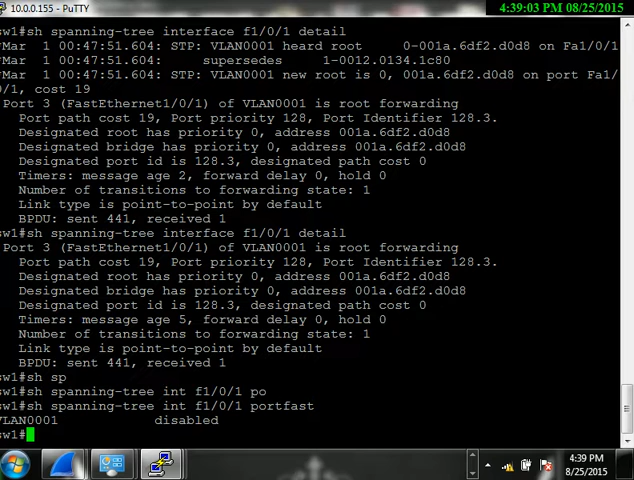 10.0.0.155 - PuTTY
4:39:03 PM 08/25/2015
sw1#sh spanning-tree interface f1/0/1 detail
*Mar  1 00:47:51.604: STP: VLAN0001 heard root     0-001a.6df2.d0d8 on Fa1/0/1
*Mar  1 00:47:51.604:     supersedes  1-0012.0134.1c80
*Mar  1 00:47:51.604: STP: VLAN0001 new root is 0, 001a.6df2.d0d8 on port Fa1/
0/1, cost 19
Port 3 (FastEthernet1/0/1) of VLAN0001 is root forwarding
Port path cost 19, Port priority 128, Port Identifier 128.3.
Designated root has priority 0, address 001a.6df2.d0d8
Designated bridge has priority 0, address 001a.6df2.d0d8
Designated port id is 128.3, designated path cost 0
Timers: message age 2, forward delay 0, hold 0
Number of transitions to forwarding state: 1
Link type is point-to-point by default
BPDU: sent 441, received 1
sw1#sh spanning-tree interface f1/0/1 detail
Port 3 (FastEthernet1/0/1) of VLAN0001 is root forwarding
Port path cost 19, Port priority 128, Port Identifier 128.3.
Designated root has priority 0, address 001a.6df2.d0d8
Designated bridge has priority 0, address 001a.6df2.d0d8
Designated port id is 128.3, designated path cost 0
Timers: message age 5, forward delay 0, hold 0
Number of transitions to forwarding state: 1
Link type is point-to-point by default
BPDU: sent 441, received 1
sw1#sh sp
sw1#sh spanning-tree int f1/0/1 po
sw1#sh spanning-tree int f1/0/1 portfast
VLAN0001            disabled
sw1#
4:39 PM
8/25/2015